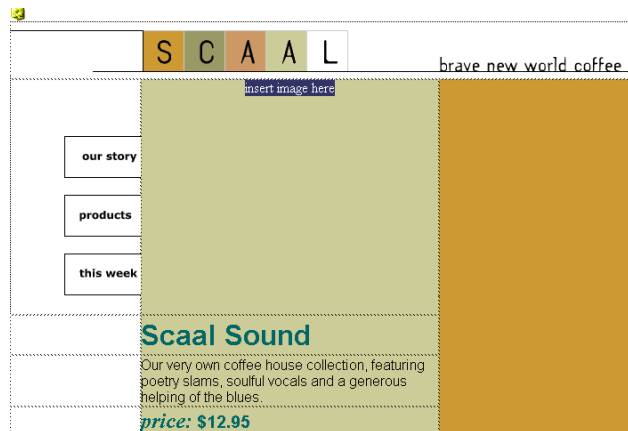 S C A A L
brave new world coffee
insert image here
our story
products
this week
Scaal Sound
Our very own coffee house collection, featuring
poetry slams, soulful vocals and a generous
helping of the blues.
price: $12.95